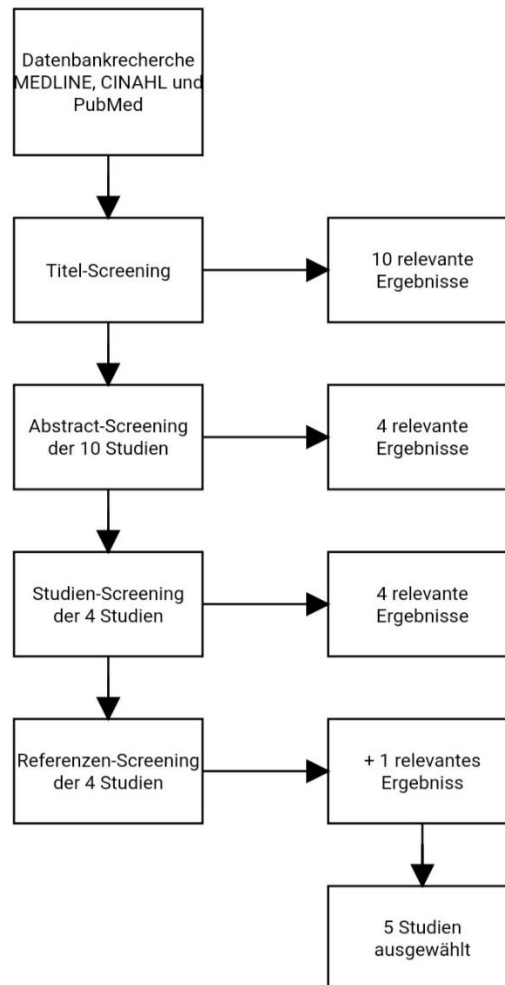 Datenbankrecherche
MEDLINE, CINAHL und
PubMed
Titel-Screening
10 relevante
Ergebnisse
Abstract-Screening
der 10 Studien
4 relevante
Ergebnisse
Studien-Screening
der 4 Studien
4 relevante
Ergebnisse
Referenzen-Screening
der 4 Studien
+ 1 relevantes
Ergebniss
5 Studien
ausgewählt